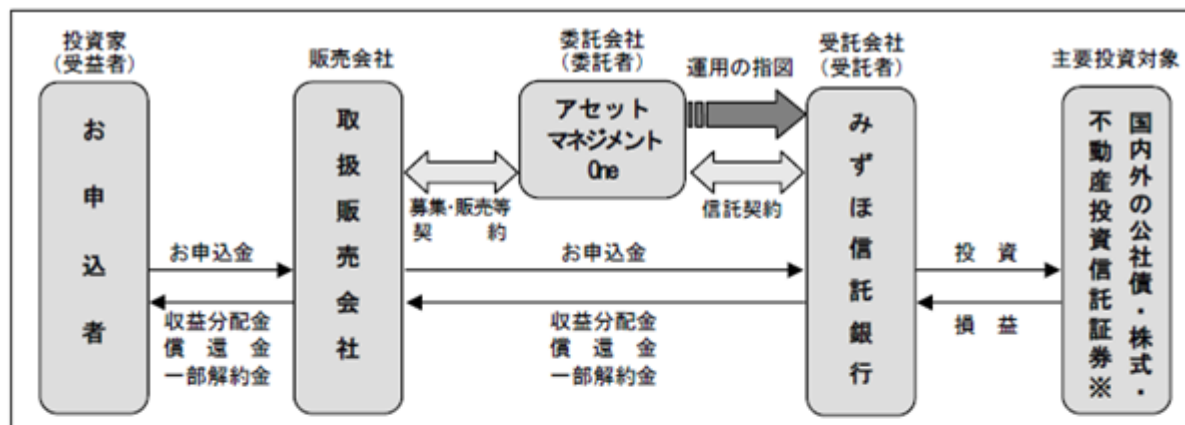 投資家
(受益者)
お申込者
販売会社
取扱販売会社
委託会社
(委託者)
アセット
マネジメント
One
運用の指図
受託会社
(受託者)
みずほ信託銀行
主要投資対象
国内外の公社債・株式・
不動産投資信託証券※
募集・販売等
契 約
信託契約
お申込金
収益分配金
償 還 金
一部解約金
お申込金
収益分配金
償 還 金
一部解約金
投 資
損 益